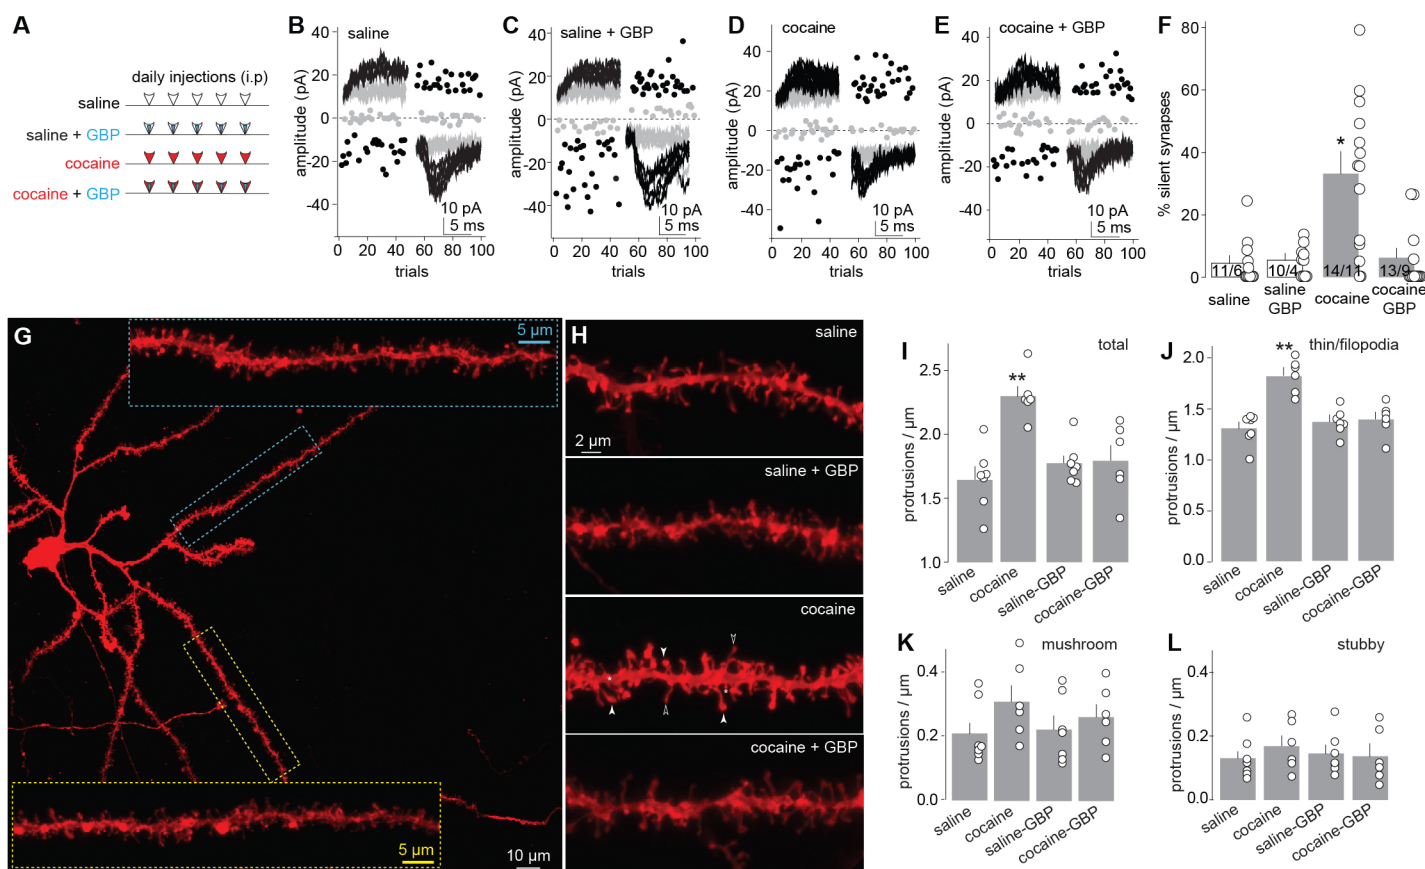 A
daily injections (i.p)
saline
saline + GBP
cocaine
cocaine + GBP
B
saline
amplitude (pA)
40
20
0
-20
-40
10 pA
5 ms
0 20 40 60 80 100
trials
C
saline + GBP
amplitude (pA)
40
20
0
-20
-40
10 pA
5 ms
0 20 40 60 80 100
trials
D
cocaine
amplitude (pA)
40
20
0
-20
-40
10 pA
5 ms
0 20 40 60 80 100
trials
E
cocaine + GBP
amplitude (pA)
40
20
0
-20
-40
10 pA
5 ms
0 20 40 60 80 100
trials
F
% silent synapses
80
60
40
20
0
*
11/6 10/4 14/11 13/9
saline
saline
GBP
cocaine
cocaine
GBP
G
5 µm
5 µm
10 µm
H
saline
2 µm
saline + GBP
cocaine
* *
cocaine + GBP
I
total
protrusions / µm
2.5
2.0
1.5
1.0
**
saline
cocaine
saline-GBP
cocaine-GBP
J
thin/filopodia
protrusions / µm
2.0
1.5
1.0
0.5
0.0
**
saline
cocaine
saline-GBP
cocaine-GBP
K
mushroom
protrusions / µm
0.4
0.2
0.0
saline
cocaine
saline-GBP
cocaine-GBP
L
stubby
protrusions / µm
0.4
0.2
0.0
saline
cocaine
saline-GBP
cocaine-GBP